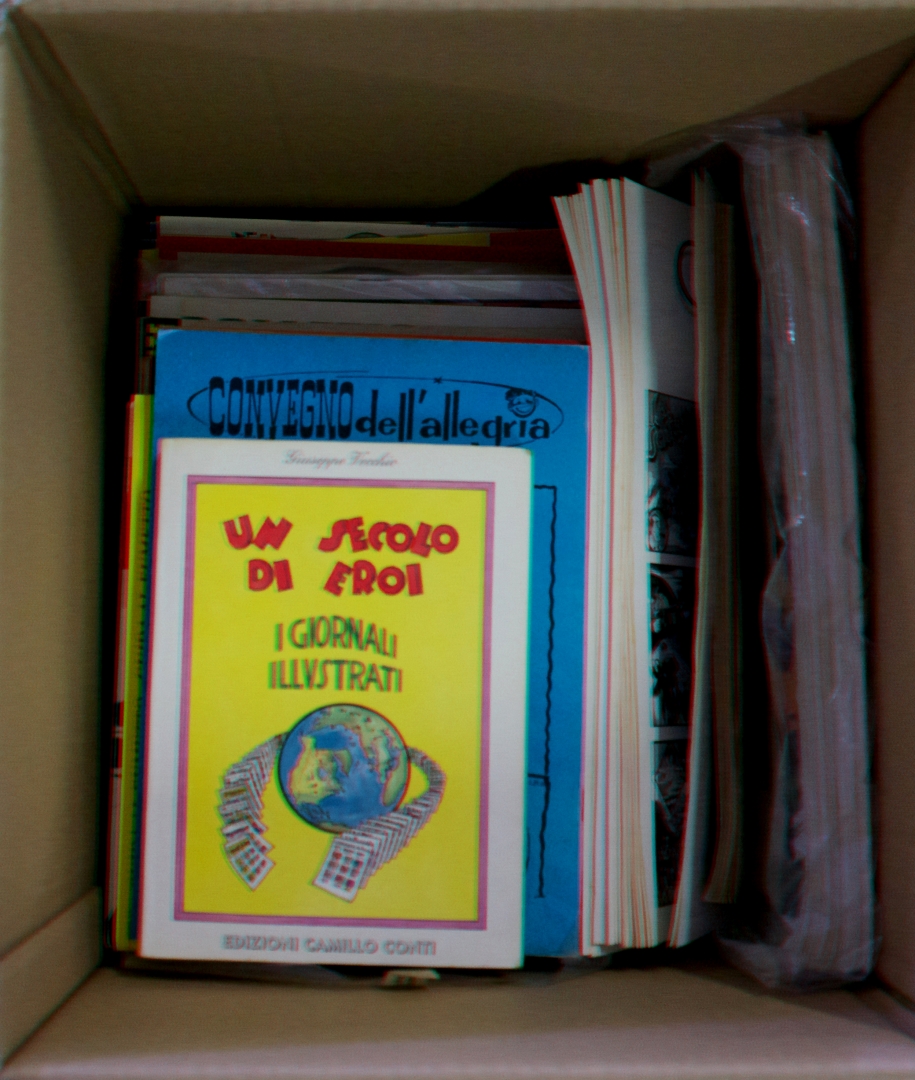 CONVEGNO dell'allegria
Giuseppe Vecchio
UN SECOLO
DI EROI
I GIORNALI
ILLVSTRATI
EDIZIONI CAMILLO CONTI